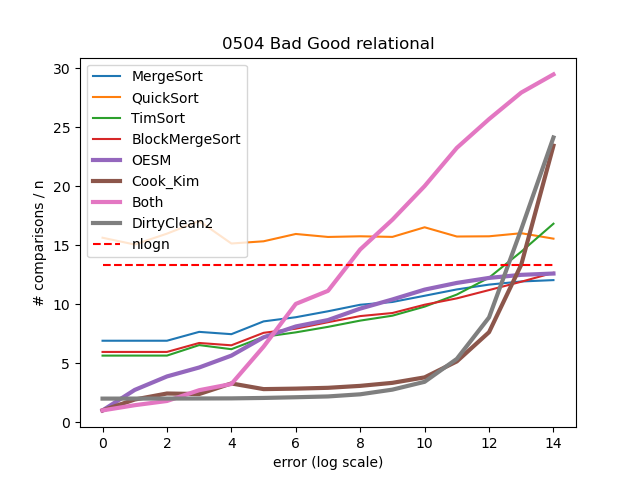 0504 Bad Good relational
30
25
20
15
10
5
0
# comparisons / n
MergeSort
QuickSort
TimSort
BlockMergeSort
OESM
Cook_Kim
Both
DirtyClean2
nlogn
0 2 4 6 8 10 12 14
error (log scale)